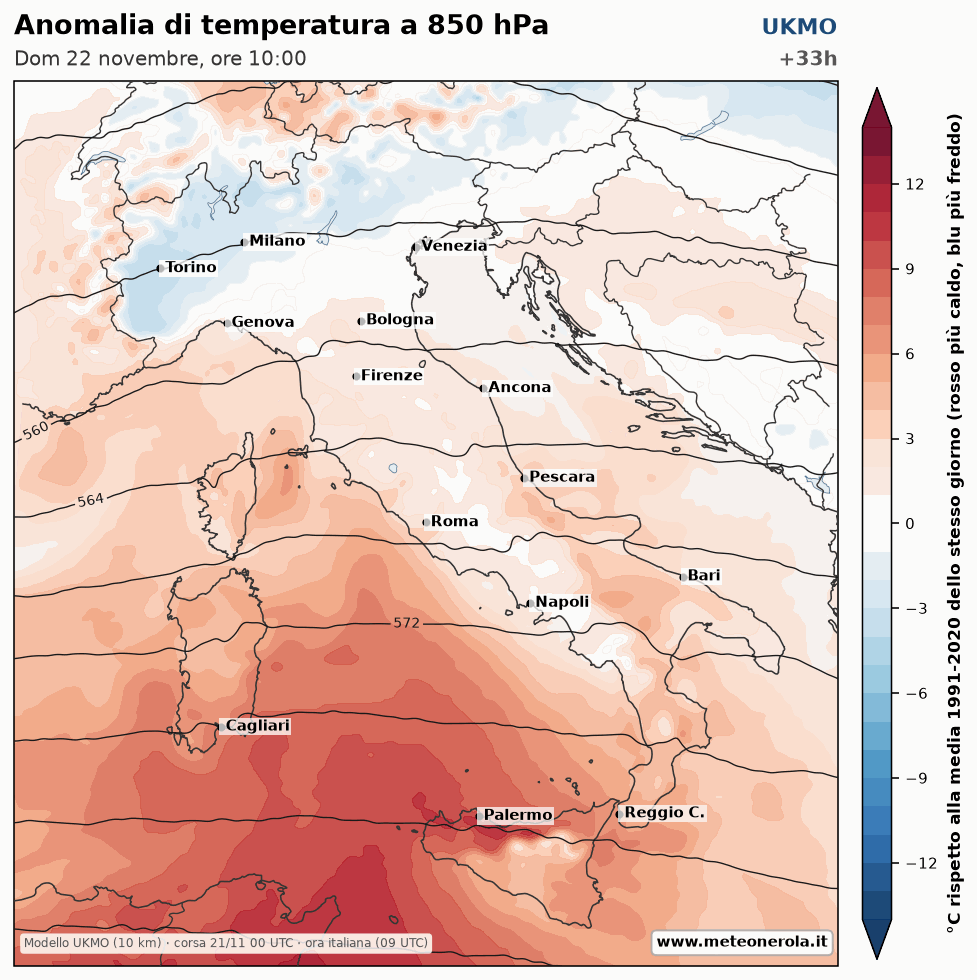 Anomalia di temperatura a 850 hPa
UKMO
Dom 22 novembre, ore 10:00
+33h
Milano
Venezia
Torino
Genova
Bologna
Firenze
Ancona
560
564
Pescara
Roma
Bari
Napoli
572
Cagliari
Palermo
Reggio C.
Modello UKMO (10 km) · corsa 21/11 00 UTC · ora italiana (09 UTC)
www.meteonerola.it
12
9
6
3
0
−3
−6
−9
−12
°C rispetto alla media 1991-2020 dello stesso giorno (rosso più caldo, blu più freddo)